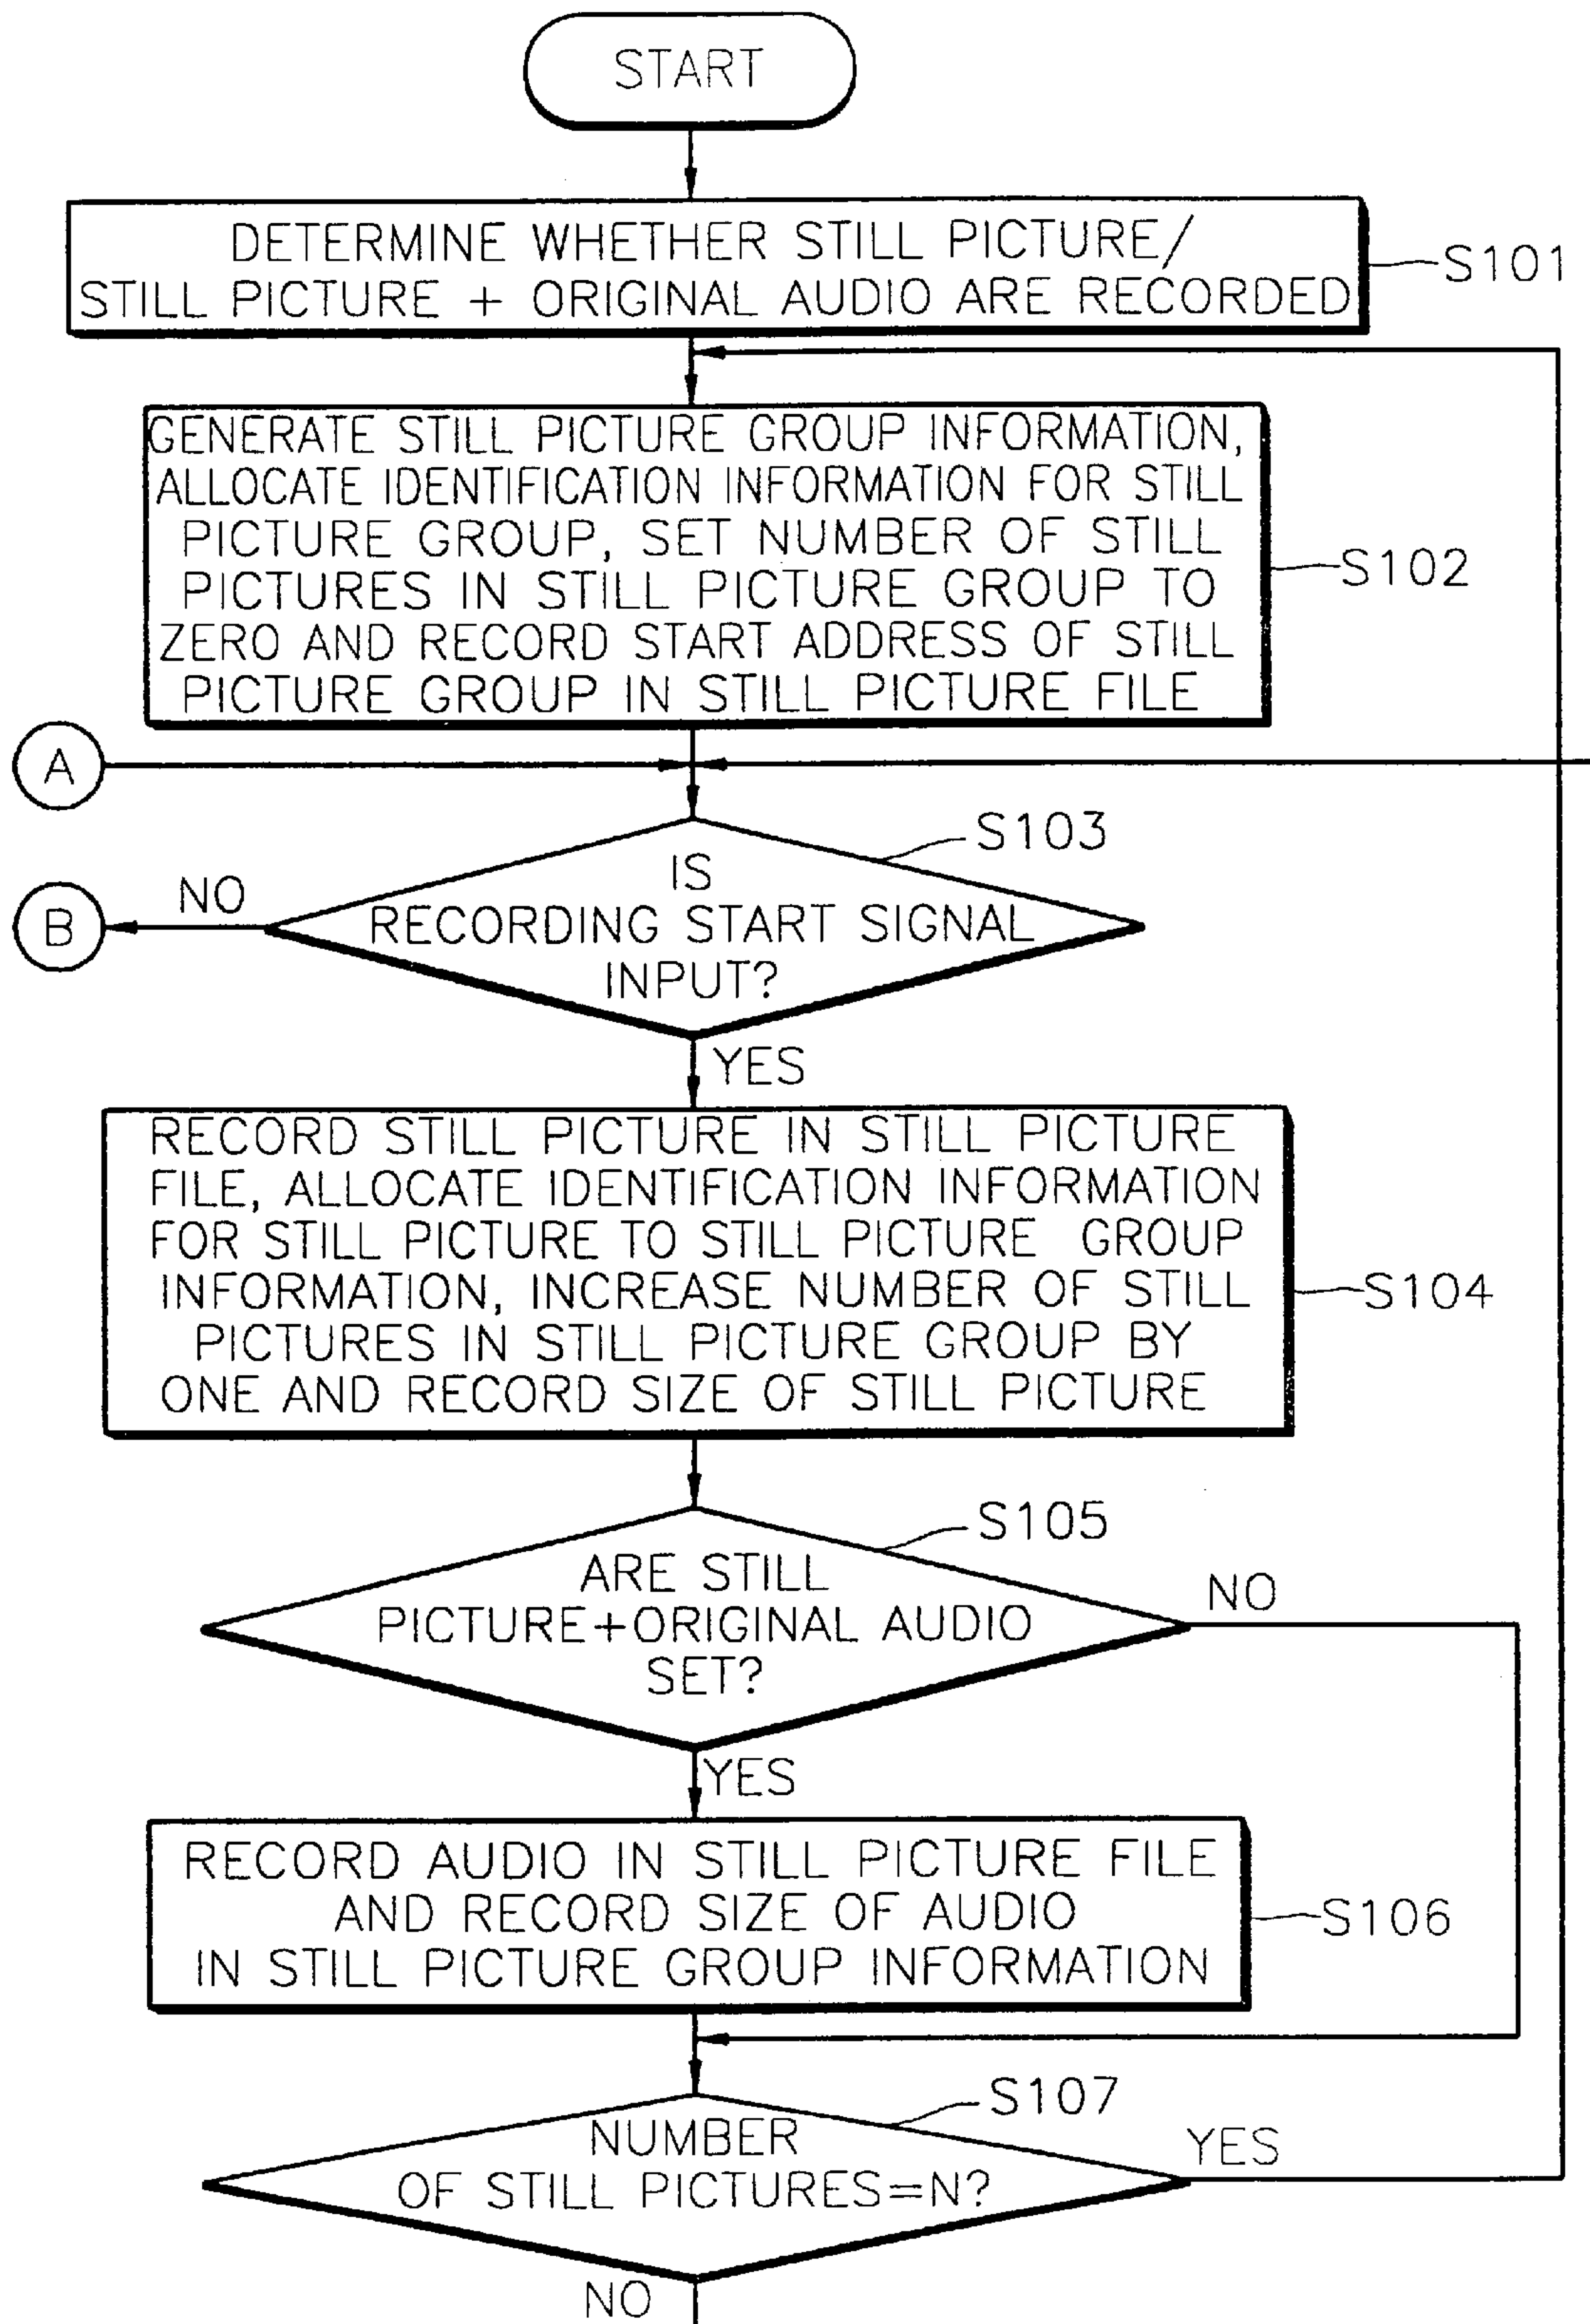 START
DETERMINE WHETHER STILL PICTURE/
STILL PICTURE + ORIGINAL AUDIO ARE RECORDED
S101
GENERATE STILL PICTURE GROUP INFORMATION,
ALLOCATE IDENTIFICATION INFORMATION FOR STILL
PICTURE GROUP, SET NUMBER OF STILL
PICTURES IN STILL PICTURE GROUP TO
ZERO AND RECORD START ADDRESS OF STILL
PICTURE GROUP IN STILL PICTURE FILE
S102
A
S103
IS
RECORDING START SIGNAL
INPUT?
NO
B
YES
RECORD STILL PICTURE IN STILL PICTURE
FILE, ALLOCATE IDENTIFICATION INFORMATION
FOR STILL PICTURE TO STILL PICTURE GROUP
INFORMATION, INCREASE NUMBER OF STILL
PICTURES IN STILL PICTURE GROUP BY
ONE AND RECORD SIZE OF STILL PICTURE
S104
S105
ARE STILL
PICTURE+ORIGINAL AUDIO
SET?
NO
YES
RECORD AUDIO IN STILL PICTURE FILE
AND RECORD SIZE OF AUDIO
IN STILL PICTURE GROUP INFORMATION
S106
S107
NUMBER
OF STILL PICTURES=N?
YES
NO